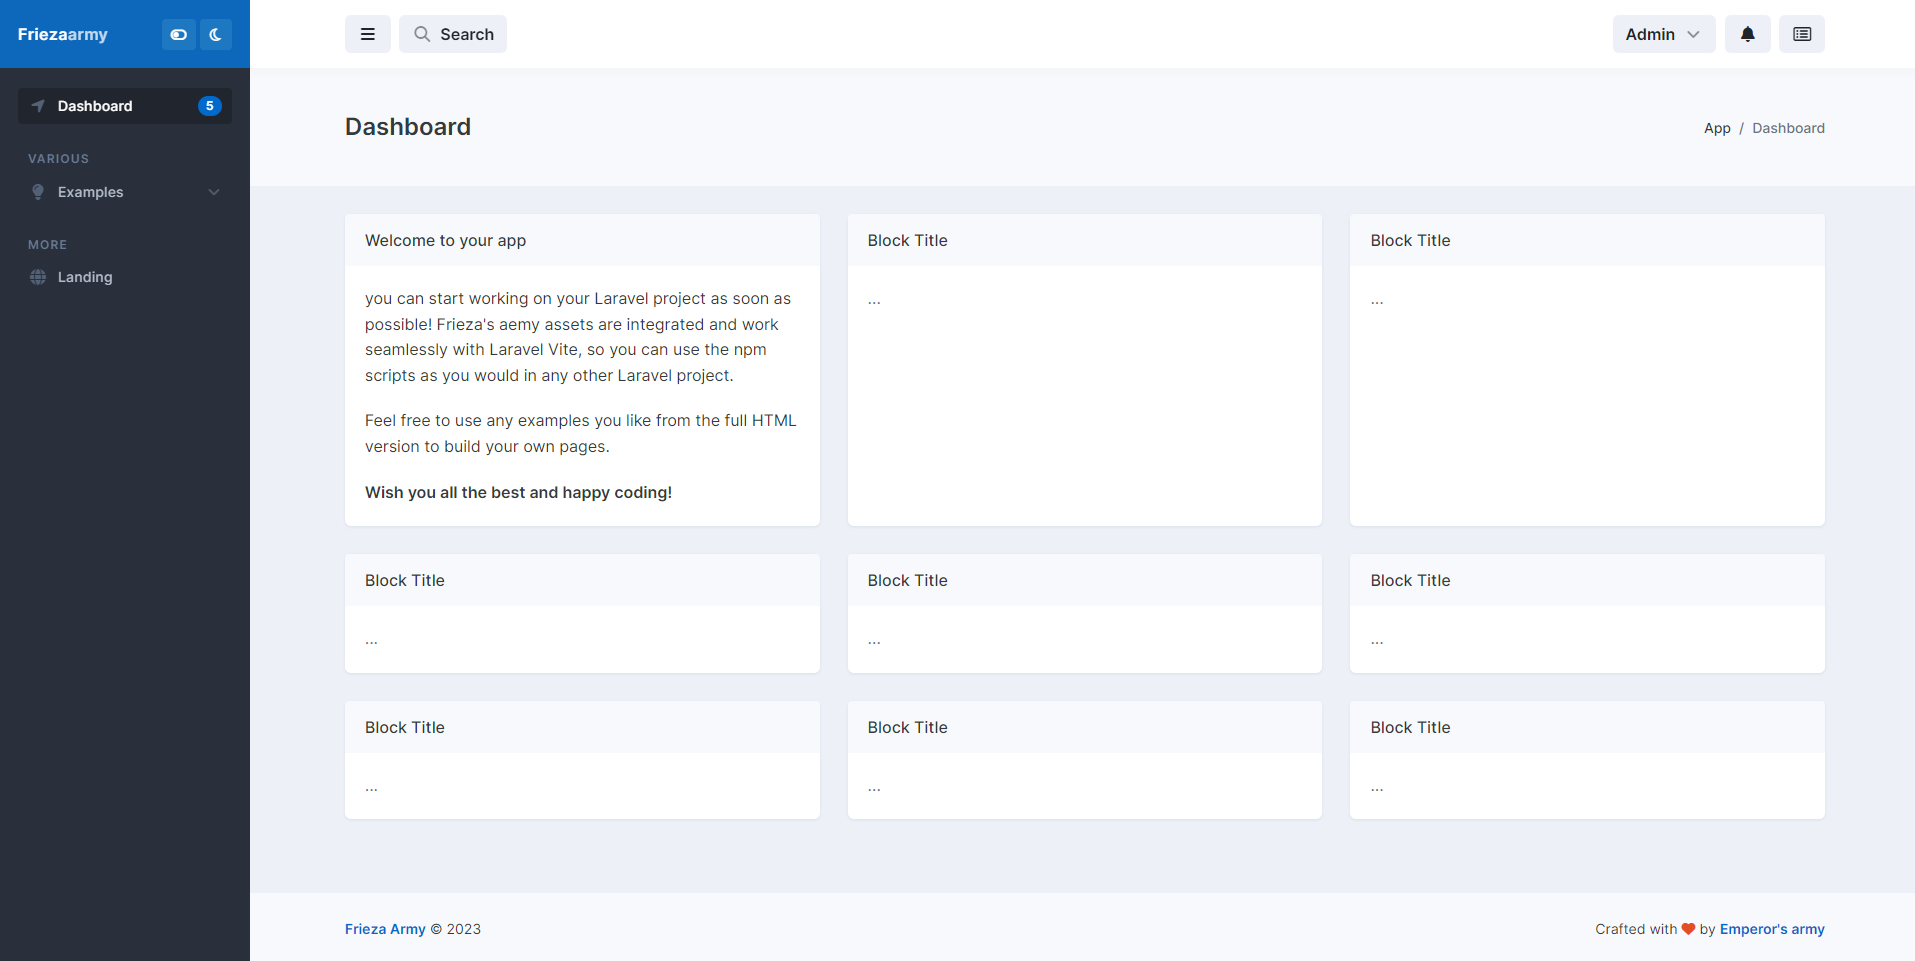 Friezaarmy
Search
Admin
Dashboard 5
VARIOUS
Examples
MORE
Landing
Dashboard
App / Dashboard
Welcome to your app
you can start working on your Laravel project as soon as
possible! Frieza's aemy assets are integrated and work
seamlessly with Laravel Vite, so you can use the npm
scripts as you would in any other Laravel project.
Feel free to use any examples you like from the full HTML
version to build your own pages.
Wish you all the best and happy coding!
Block Title
...
Block Title
...
Block Title
...
Block Title
...
Block Title
...
Block Title
...
Block Title
...
Block Title
...
Frieza Army © 2023
Crafted with ❤ by Emperor's army